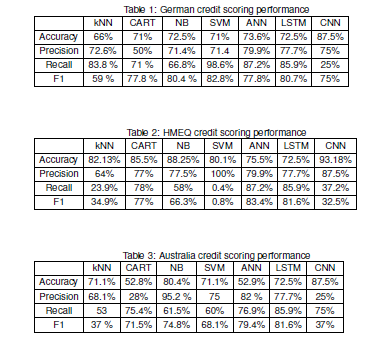 Table 1: German credit scoring performance
kNN CART NB SVM ANN LSTM CNN
Accuracy 66% 71% 72.5% 71% 73.6% 72.5% 87.5%
Precision 72.6% 50% 71.4% 71.4 79.9% 77.7% 75%
Recall 83.8 % 71 % 66.8% 98.6% 87.2% 85.9% 25%
F1 59 % 77.8 % 80.4 % 82.8% 77.8% 80.7% 75%
Table 2: HMEQ credit scoring performance
kNN CART NB SVM ANN LSTM CNN
Accuracy 82.13% 85.5% 88.25% 80.1% 75.5% 72.5% 93.18%
Precision 64% 77% 77.5% 100% 79.9% 77.7% 87.5%
Recall 23.9% 78% 58% 0.4% 87.2% 85.9% 37.2%
F1 34.9% 77% 66.3% 0.8% 83.4% 81.6% 32.5%
Table 3: Australia credit scoring performance
kNN CART NB SVM ANN LSTM CNN
Accuracy 71.1% 52.8% 80.4% 71.1% 52.9% 72.5% 87.5%
Precision 68.1% 28% 95.2 % 75 82 % 77.7% 25%
Recall 53 75.4% 61.5% 60% 76.9% 85.9% 75%
F1 37 % 71.5% 74.8% 68.1% 79.4% 81.6% 37%